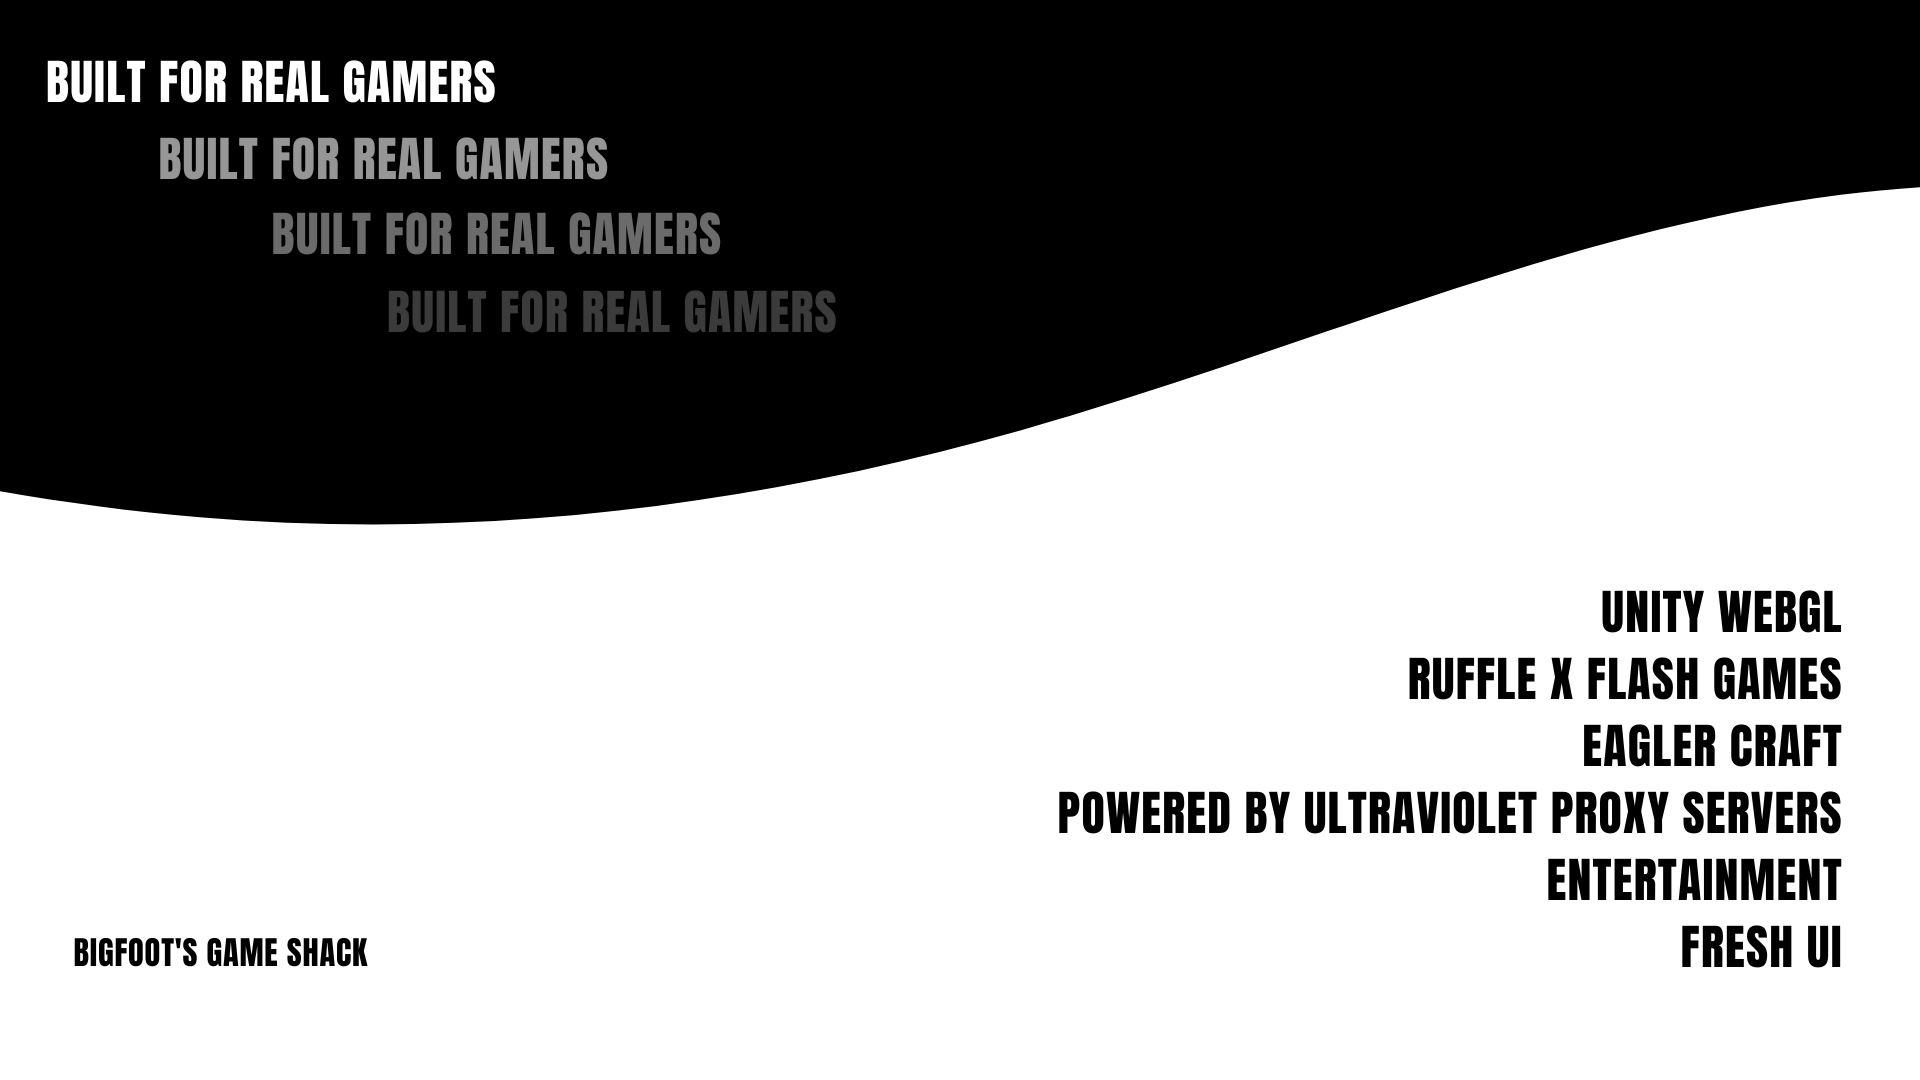 BUILT FOR REAL GAMERS
BUILT FOR REAL GAMERS
BUILT FOR REAL GAMERS
BUILT FOR REAL GAMERS
UNITY WEBGL
RUFFLE X FLASH GAMES
EAGLER CRAFT
POWERED BY ULTRAVIOLET PROXY SERVERS
ENTERTAINMENT
FRESH UI
BIGFOOT'S GAME SHACK